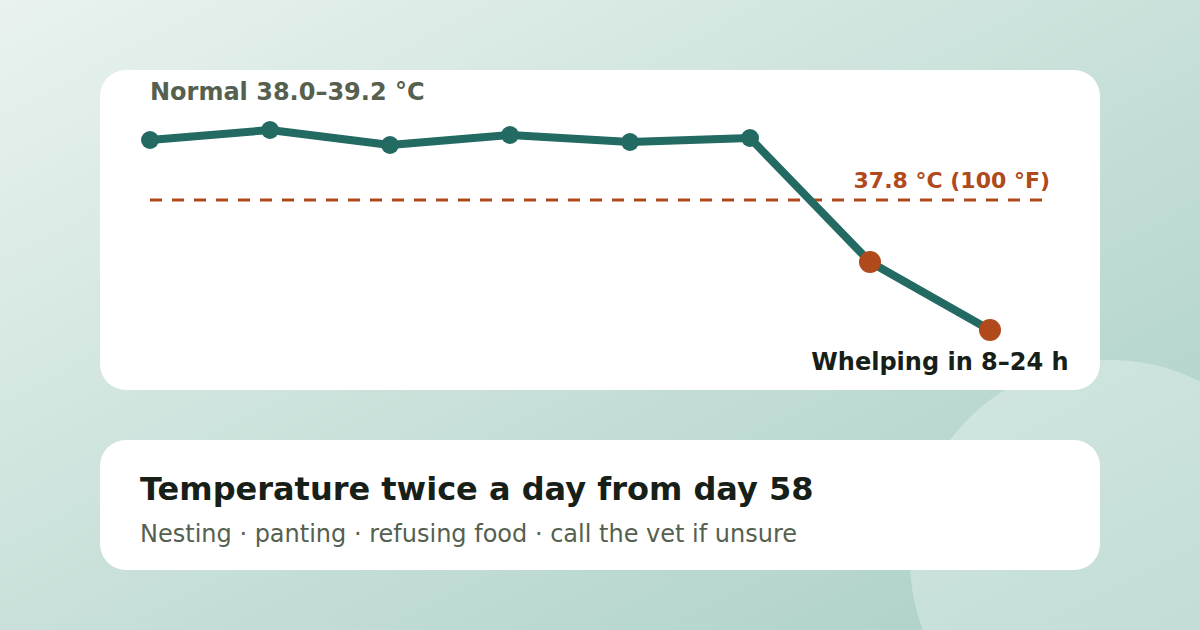 Normal 38.0–39.2 °C
37.8 °C (100 °F)
Whelping in 8–24 h
Temperature twice a day from day 58
Nesting · panting · refusing food · call the vet if unsure